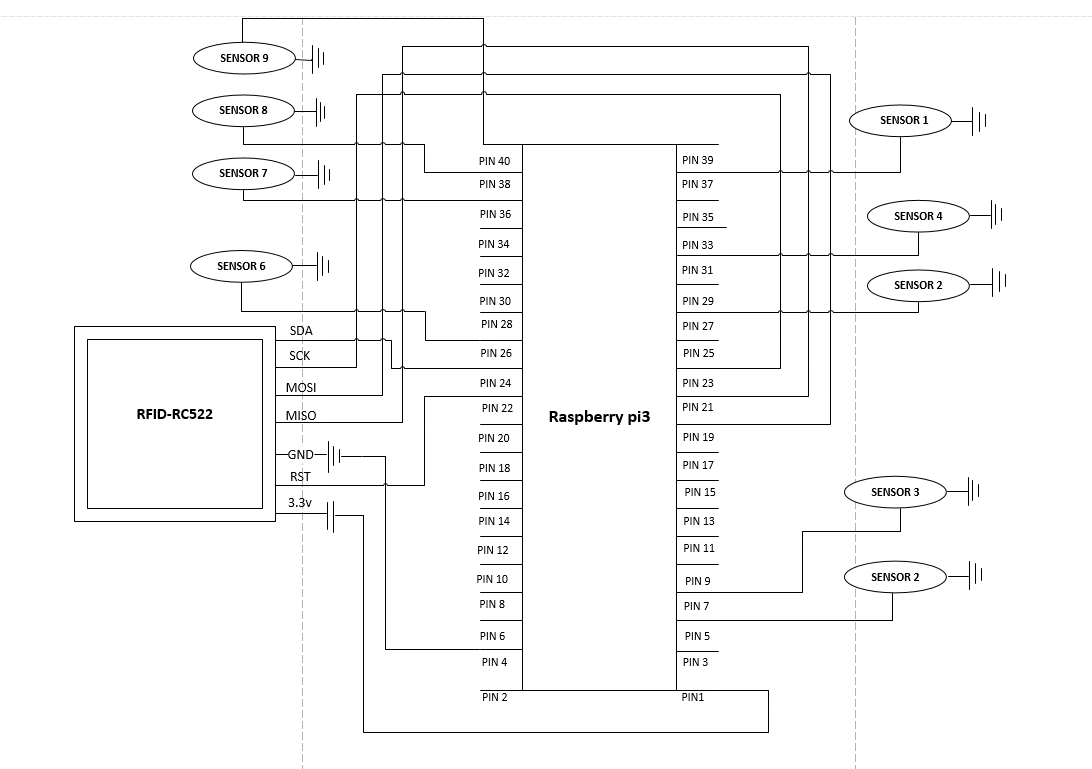 SENSOR 9
SENSOR 8
SENSOR 7
SENSOR 6
SENSOR 1
SENSOR 4
SENSOR 2
SENSOR 3
SENSOR 2
RFID-RC522
SDA
SCK
MOSI
MISO
GND
RST
3.3v
Raspberry pi3
PIN 40
PIN 38
PIN 36
PIN 34
PIN 32
PIN 30
PIN 28
PIN 26
PIN 24
PIN 22
PIN 20
PIN 18
PIN 16
PIN 14
PIN 12
PIN 10
PIN 8
PIN 6
PIN 4
PIN 2
PIN 39
PIN 37
PIN 35
PIN 33
PIN 31
PIN 29
PIN 27
PIN 25
PIN 23
PIN 21
PIN 19
PIN 17
PIN 15
PIN 13
PIN 11
PIN 9
PIN 7
PIN 5
PIN 3
PIN1